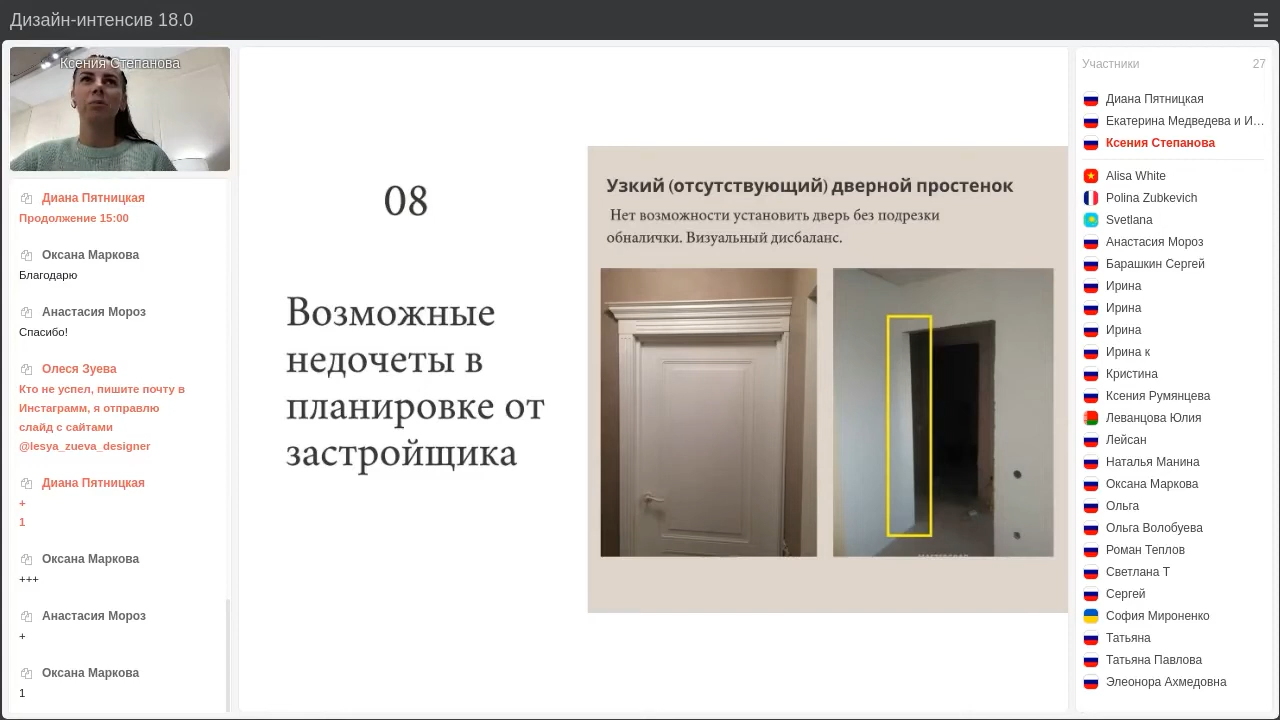 Дизайн-интенсив 18.0
Ксения Степанова
Диана Пятницкая
Продолжение 15:00
Оксана Маркова
Благодарю
Анастасия Мороз
Спасибо!
Олеся Зуева
Кто не успел, пишите почту в
Инстаграмм, я отправлю
слайд с сайтами
@lesya_zueva_designer
Диана Пятницкая
+
1
Оксана Маркова
+++
Анастасия Мороз
+
Оксана Маркова
1
08
Возможные
недочеты в
планировке от
застройщика
Узкий (отсутствующий) дверной простенок
Нет возможности установить дверь без подрезки
обналички. Визуальный дисбаланс.
Участники 27
Диана Пятницкая
Екатерина Медведева и И...
Ксения Степанова
Alisa White
Polina Zubkevich
Svetlana
Анастасия Мороз
Барашкин Сергей
Ирина
Ирина
Ирина
Ирина к
Кристина
Ксения Румянцева
Леванцова Юлия
Лейсан
Наталья Манина
Оксана Маркова
Ольга
Ольга Волобуева
Роман Теплов
Светлана Т
Сергей
София Мироненко
Татьяна
Татьяна Павлова
Элеонора Ахмедовна